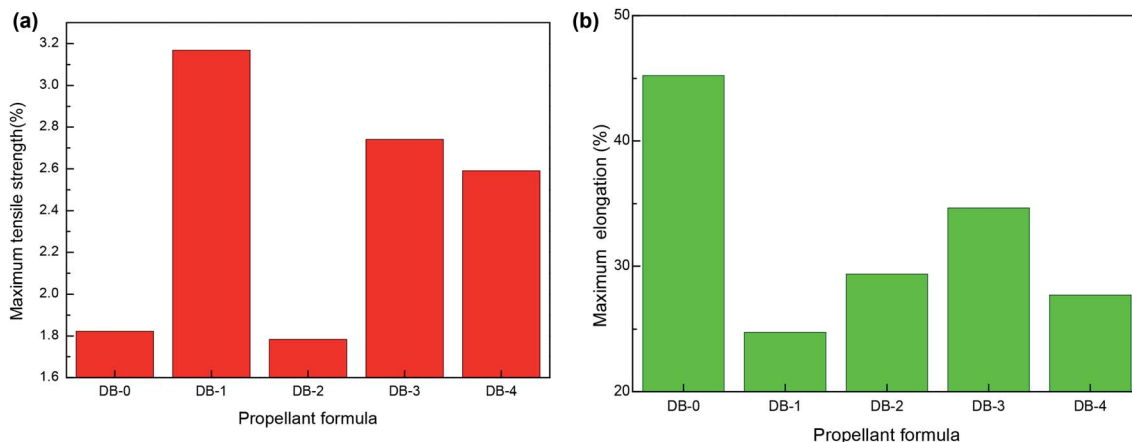 (a)
Maximum tensile strength(%)
3.2
3.0
2.8
2.6
2.4
2.2
2.0
1.8
1.6
DB-0 DB-1 DB-2 DB-3 DB-4
Propellant formula
(b)
Maximum elongation (%)
50
40
30
20
DB-0 DB-1 DB-2 DB-3 DB-4
Propellant formula